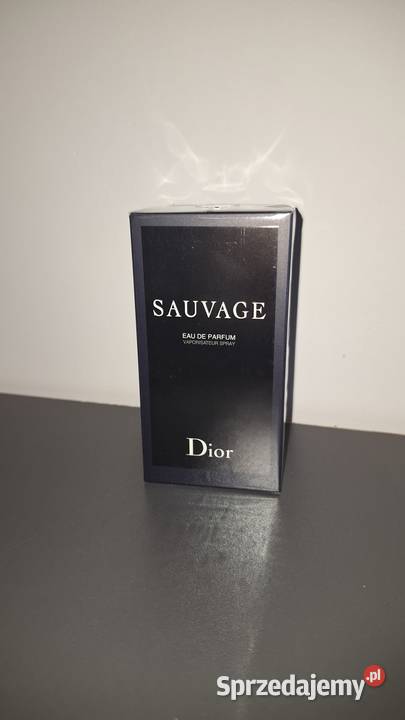 SAUVAGE
EAU DE PARFUM
VAPORISATEUR SPRAY
Dior
Sprzedajemy.pl